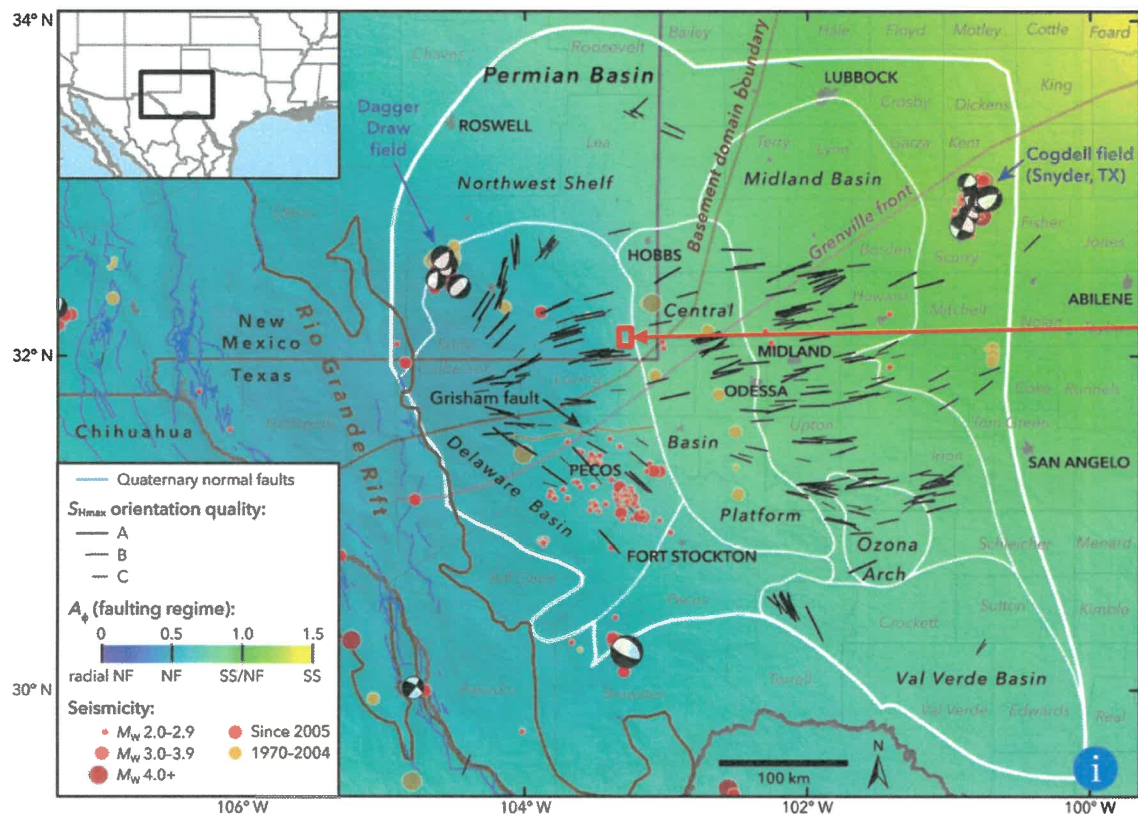 34° N
32° N
30° N
106° W
104° W
102° W
100° W
Chaves
Roosevelt
Bailey
Hale
Floyd
Motley
Cottle
Foard
Permian Basin
LUBBOCK
King
Dagger
Draw
field
ROSWELL
Crosby
Dickens
Lea
Terry
Lynn
Garza
Kent
Cogdell field
(Snyder, TX)
Northwest Shelf
Midland Basin
Basement domain boundary
Grenville front
Fisher
Jones
HOBBS
Borden
Scurry
ABILENE
Central
Howard
Mitchell
Nolan
New
Mexico
Texas
Rio Grande Rift
MIDLAND
ODESSA
Coke
Runnels
Grisham fault
Chihuahua
Upton
Tom Green
Basin
Irion
SAN ANGELO
PECOS
Delaware Basin
Platform
Ozona
Arch
Schleicher
Menard
FORT STOCKTON
Pecos
Crockett
Sutton
Kimble
Terrell
Val Verde Basin
Val Verde
Edwards
Real
Quaternary normal faults
SHmax orientation quality:
A
B
C
Aϕ (faulting regime):
0 0.5 1.0 1.5
radial NF NF SS/NF SS
Seismicity:
Mw 2.0-2.9
Mw 3.0-3.9
Mw 4.0+
Since 2005
1970-2004
100 km
N
i